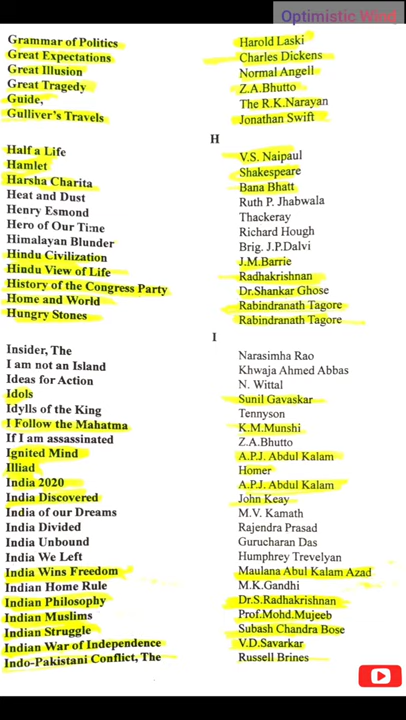 Optimistic Wind
Grammar of Politics Harold Laski
Great Expectations Charles Dickens
Great Illusion Normal Angell
Great Tragedy Z.A.Bhutto
Guide, The R.K.Narayan
Gulliver's Travels Jonathan Swift
H
Half a Life V.S. Naipaul
Hamlet Shakespeare
Harsha Charita Bana Bhatt
Heat and Dust Ruth P. Jhabwala
Henry Esmond Thackeray
Hero of Our Time Richard Hough
Himalayan Blunder Brig. J.P.Dalvi
Hindu Civilization J.M.Barrie
Hindu View of Life Radhakrishnan
History of the Congress Party Dr.Shankar Ghose
Home and World Rabindranath Tagore
Hungry Stones Rabindranath Tagore
I
Insider, The Narasimha Rao
I am not an Island Khwaja Ahmed Abbas
Ideas for Action N. Wittal
Idols Sunil Gavaskar
Idylls of the King Tennyson
I Follow the Mahatma K.M.Munshi
If I am assassinated Z.A.Bhutto
Ignited Mind A.P.J. Abdul Kalam
Illiad Homer
India 2020 A.P.J. Abdul Kalam
India Discovered John Keay
India of our Dreams M.V. Kamath
India Divided Rajendra Prasad
India Unbound Gurucharan Das
India We Left Humphrey Trevelyan
India Wins Freedom Maulana Abul Kalam Azad
Indian Home Rule M.K.Gandhi
Indian Philosophy Dr.S.Radhakrishnan
Indian Muslims Prof.Mohd.Mujeeb
Indian Struggle Subash Chandra Bose
Indian War of Independence V.D.Savarkar
Indo-Pakistani Conflict, The Russell Brines